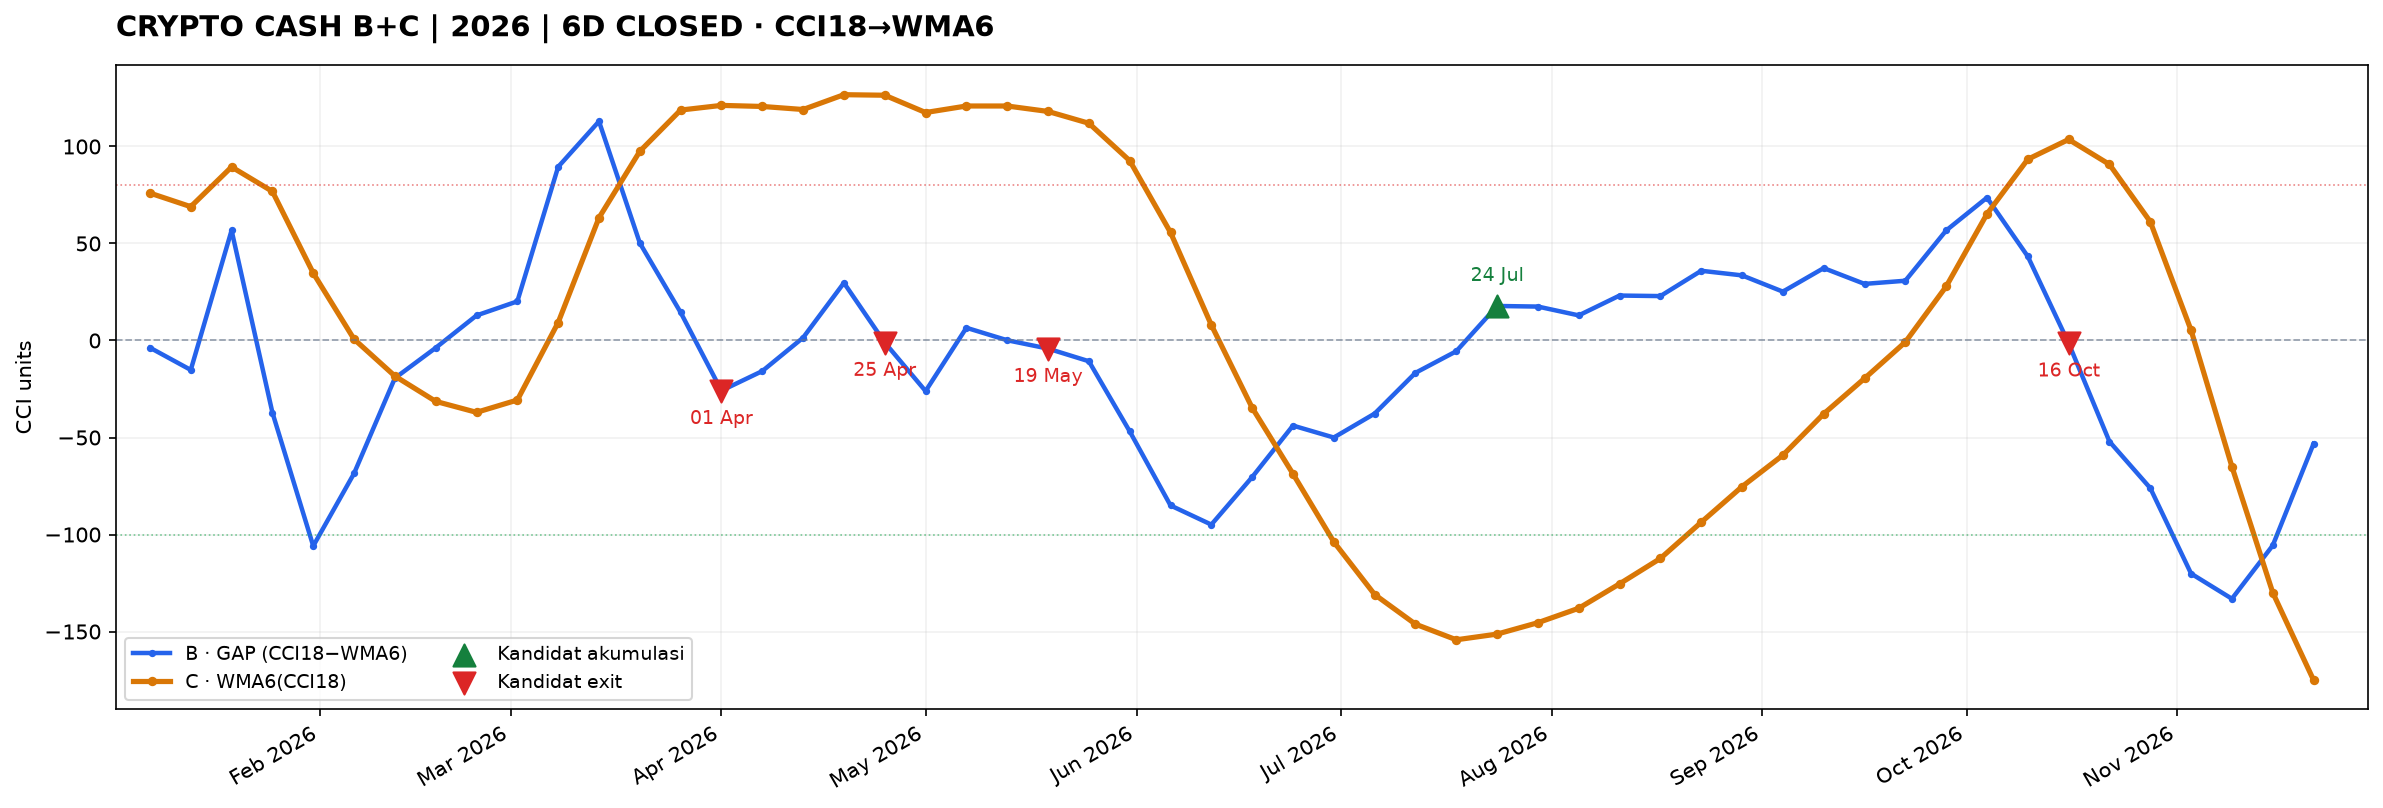 CRYPTO CASH B+C | 2026 | 6D CLOSED · CCI18→WMA6
CCI units
100
50
0
−50
−100
−150
24 Jul
25 Apr
19 May
01 Apr
16 Oct
B · GAP (CCI18−WMA6)
C · WMA6(CCI18)
Kandidat akumulasi
Kandidat exit
Feb 2026
Mar 2026
Apr 2026
May 2026
Jun 2026
Jul 2026
Aug 2026
Sep 2026
Oct 2026
Nov 2026